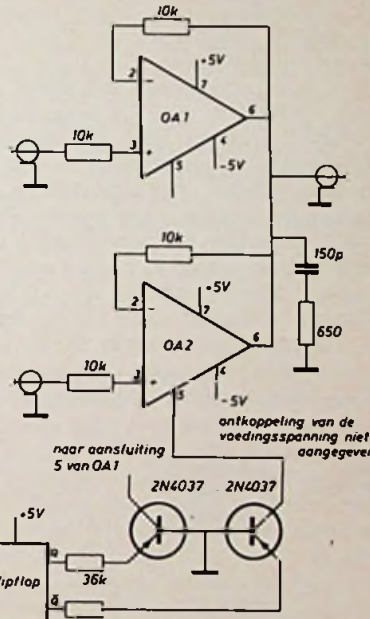 10k
+5V
2
7
OA1
6
10k
3
4
5
-5V
10k
150p
+5V
2
7
650
OA2
6
10k
3
4
5
-5V
ontkoppeling van de
naar aansluiting
voedingsspanning niet
5 van OA1
aangegeven
2N4037
2N4037
+5V
Q
36k
lipflop
Q̄